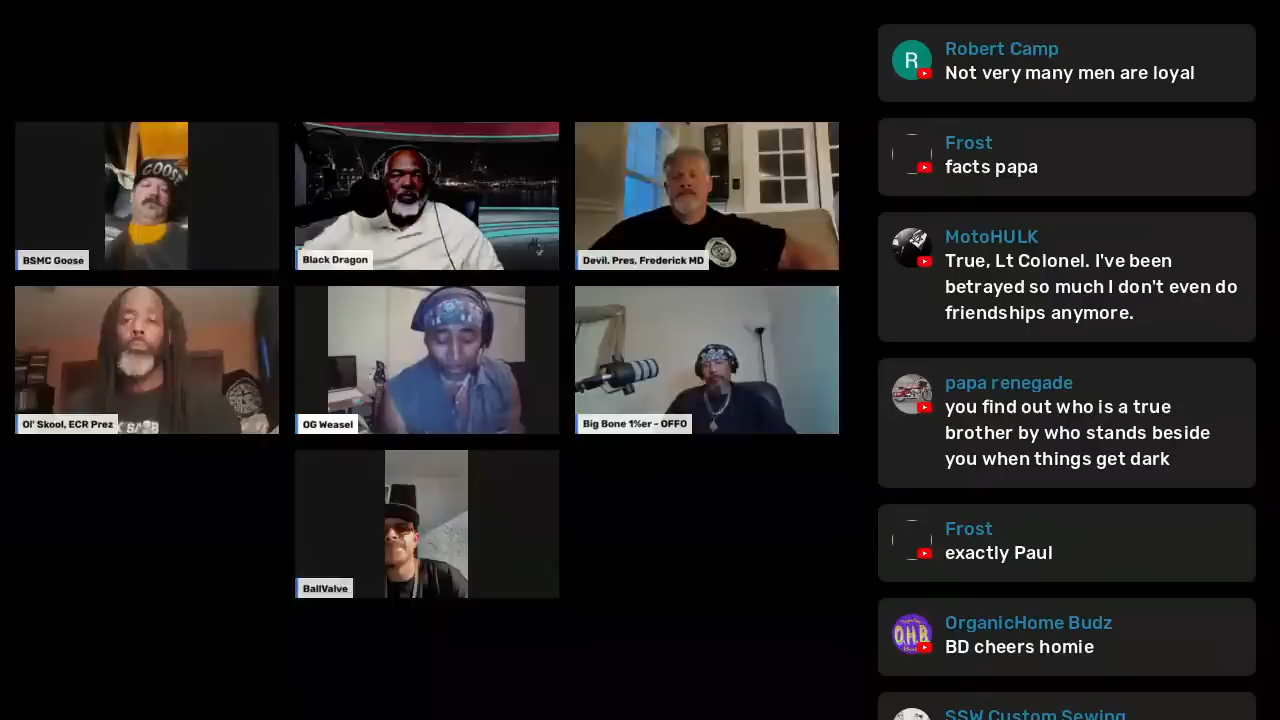 GOOSE
BSMC Goose
Black Dragon
Devil. Pres, Frederick MD
Ol' Skool, ECR Prez
OG Weasel
Big Bone 1%er - OFFO
BallValve
R
Robert Camp
Not very many men are loyal
Frost
facts papa
MotoHULK
True, Lt Colonel. I've been
betrayed so much I don't even do
friendships anymore.
papa renegade
you find out who is a true
brother by who stands beside
you when things get dark
Frost
exactly Paul
O.H.B
OrganicHome Budz
BD cheers homie
SSW Custom Sewing